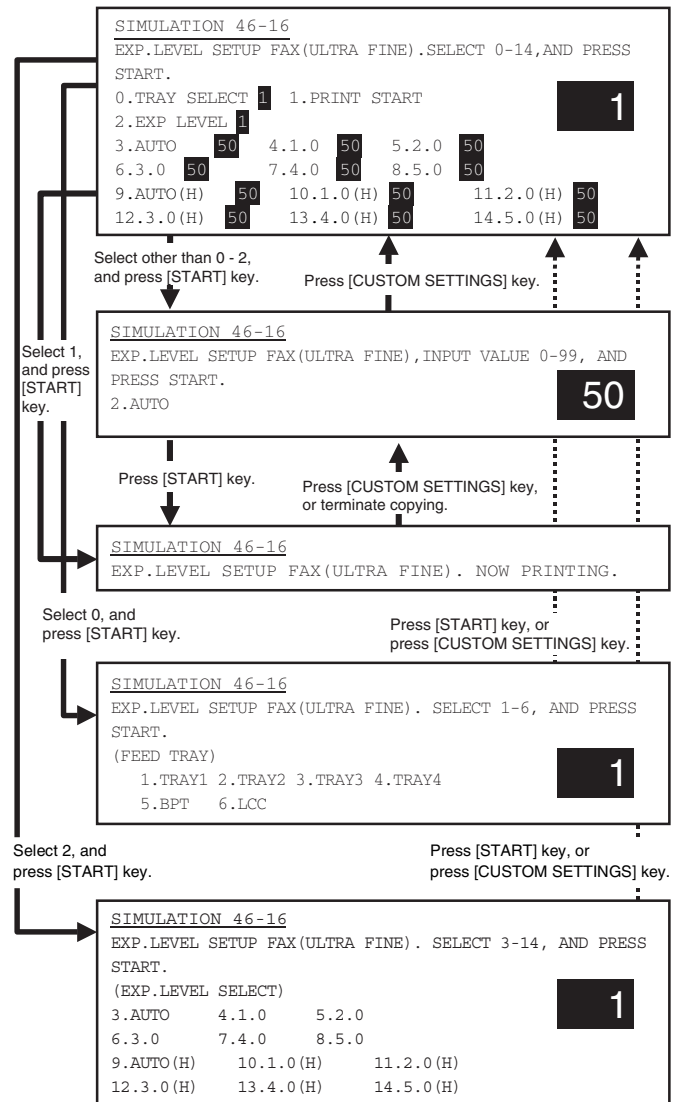 SIMULATION 46-16
EXP.LEVEL SETUP FAX(ULTRA FINE).SELECT 0-14,AND PRESS
START.
0.TRAY SELECT 1 1.PRINT START
1
2.EXP LEVEL 1
3.AUTO 50 4.1.0 50 5.2.0 50
6.3.0 50 7.4.0 50 8.5.0 50
9.AUTO(H) 50 10.1.0(H) 50 11.2.0(H) 50
12.3.0(H) 50 13.4.0(H) 50 14.5.0(H) 50
Select other than 0 - 2,
and press [START] key.
Press [CUSTOM SETTINGS] key.
SIMULATION 46-16
EXP.LEVEL SETUP FAX(ULTRA FINE),INPUT VALUE 0-99, AND
PRESS START.
2.AUTO
50
Select 1,
and press
[START]
key.
Press [START] key.
Press [CUSTOM SETTINGS] key,
or terminate copying.
SIMULATION 46-16
EXP.LEVEL SETUP FAX(ULTRA FINE). NOW PRINTING.
Select 0, and
press [START] key.
Press [START] key, or
press [CUSTOM SETTINGS] key.
SIMULATION 46-16
EXP.LEVEL SETUP FAX(ULTRA FINE). SELECT 1-6, AND PRESS
START.
(FEED TRAY)
1.TRAY1 2.TRAY2 3.TRAY3 4.TRAY4
5.BPT 6.LCC
1
Select 2, and
press [START] key.
Press [START] key, or
press [CUSTOM SETTINGS] key.
SIMULATION 46-16
EXP.LEVEL SETUP FAX(ULTRA FINE). SELECT 3-14, AND PRESS
START.
(EXP.LEVEL SELECT)
1
3.AUTO 4.1.0 5.2.0
6.3.0 7.4.0 8.5.0
9.AUTO(H) 10.1.0(H) 11.2.0(H)
12.3.0(H) 13.4.0(H) 14.5.0(H)